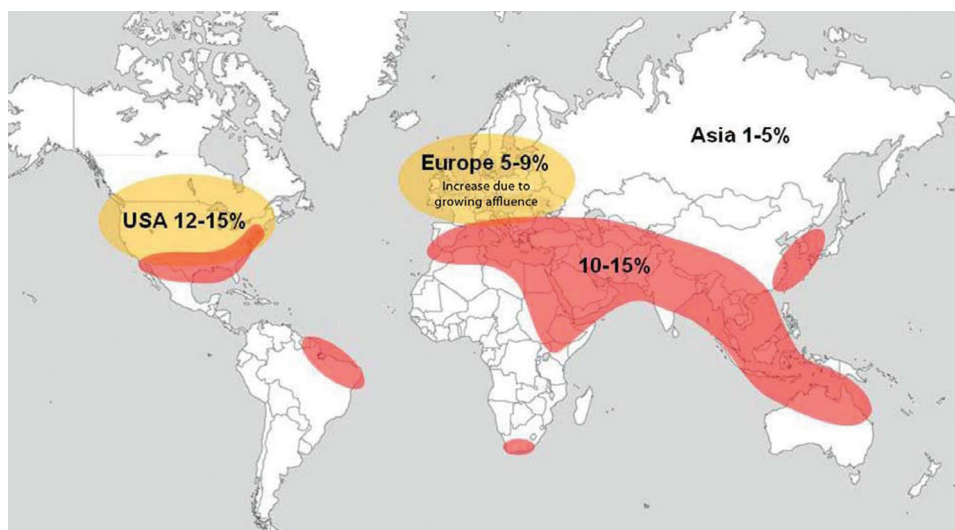 Asia 1-5%
Europe 5-9%
Increase due to
growing affluence
USA 12-15%
10-15%